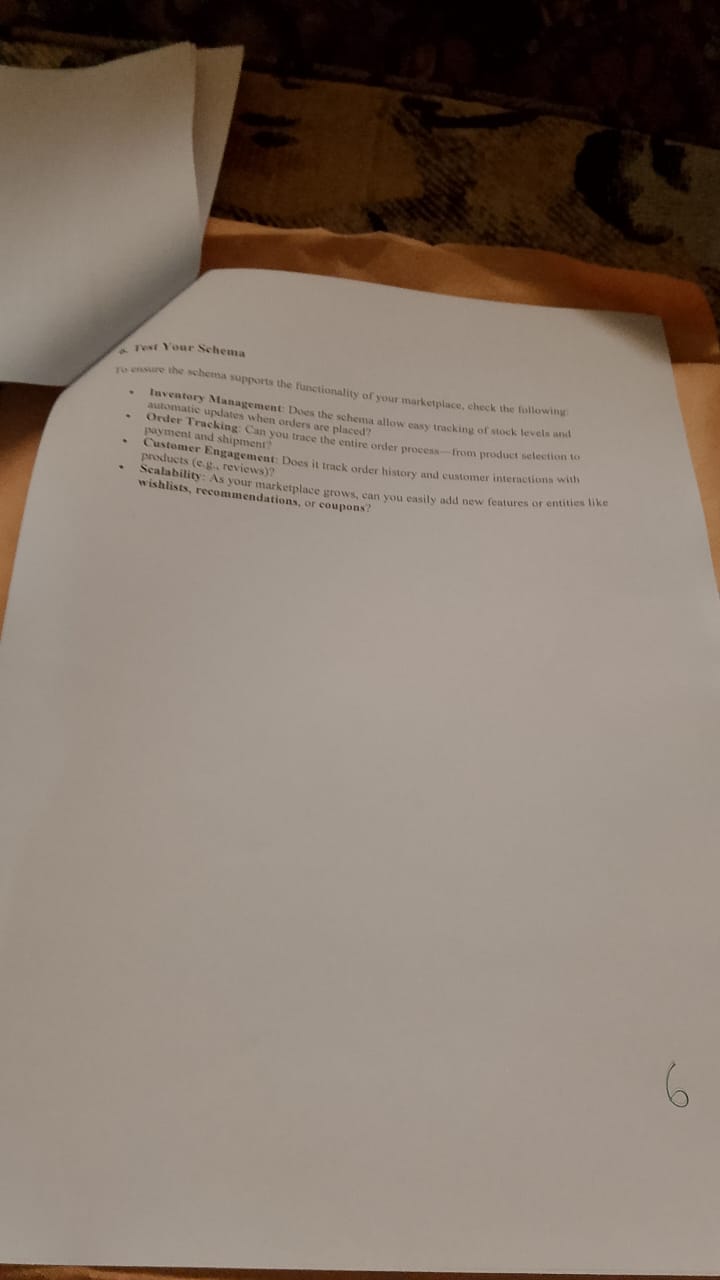 6. Test Your Schema
To ensure the schema supports the functionality of your marketplace, check the following:
• Inventory Management: Does the schema allow easy tracking of stock levels and
automatic updates when orders are placed?
• Order Tracking: Can you trace the entire order process—from product selection to
payment and shipment?
• Customer Engagement: Does it track order history and customer interactions with
products (e.g., reviews)?
• Scalability: As your marketplace grows, can you easily add new features or entities like
wishlists, recommendations, or coupons?
6